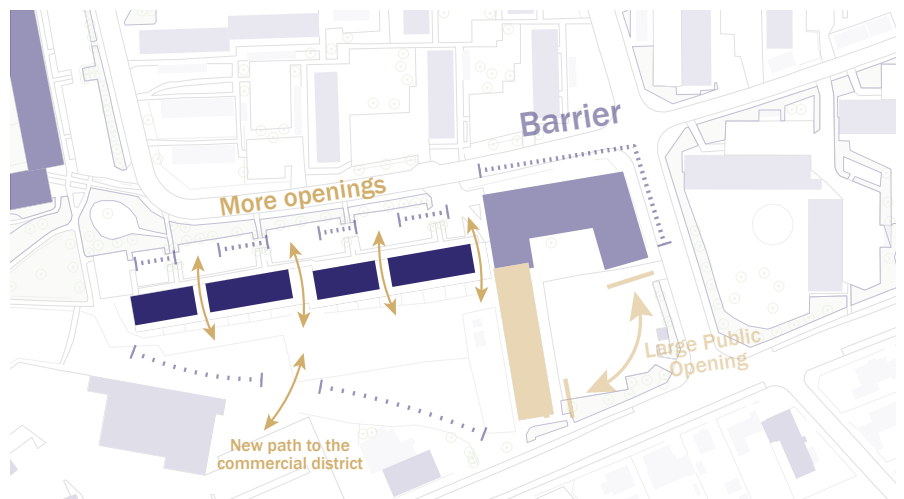 Barrier
More openings
Large Public
Opening
New path to the
commercial district